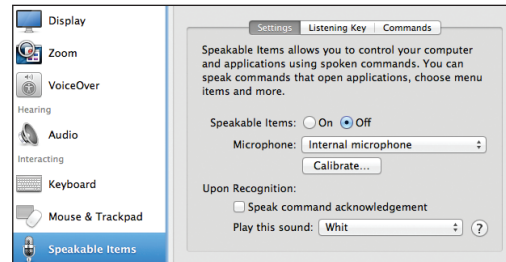 Display
Zoom
VoiceOver
Hearing
Audio
Interacting
Keyboard
Mouse & Trackpad
Speakable Items
Settings Listening Key Commands
Speakable Items allows you to control your computer
and applications using spoken commands. You can
speak commands that open applications, choose menu
items and more.
Speakable Items: On Off
Microphone: Internal microphone
Calibrate...
Upon Recognition:
Speak command acknowledgement
Play this sound: Whit ?